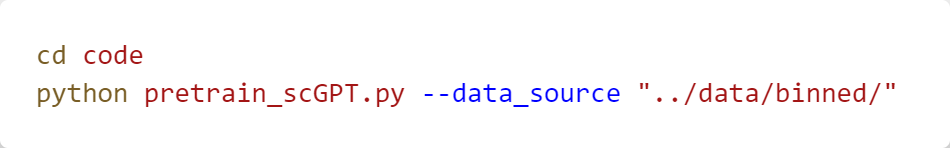 cd code
python pretrain_scGPT.py --data_source "../data/binned/"